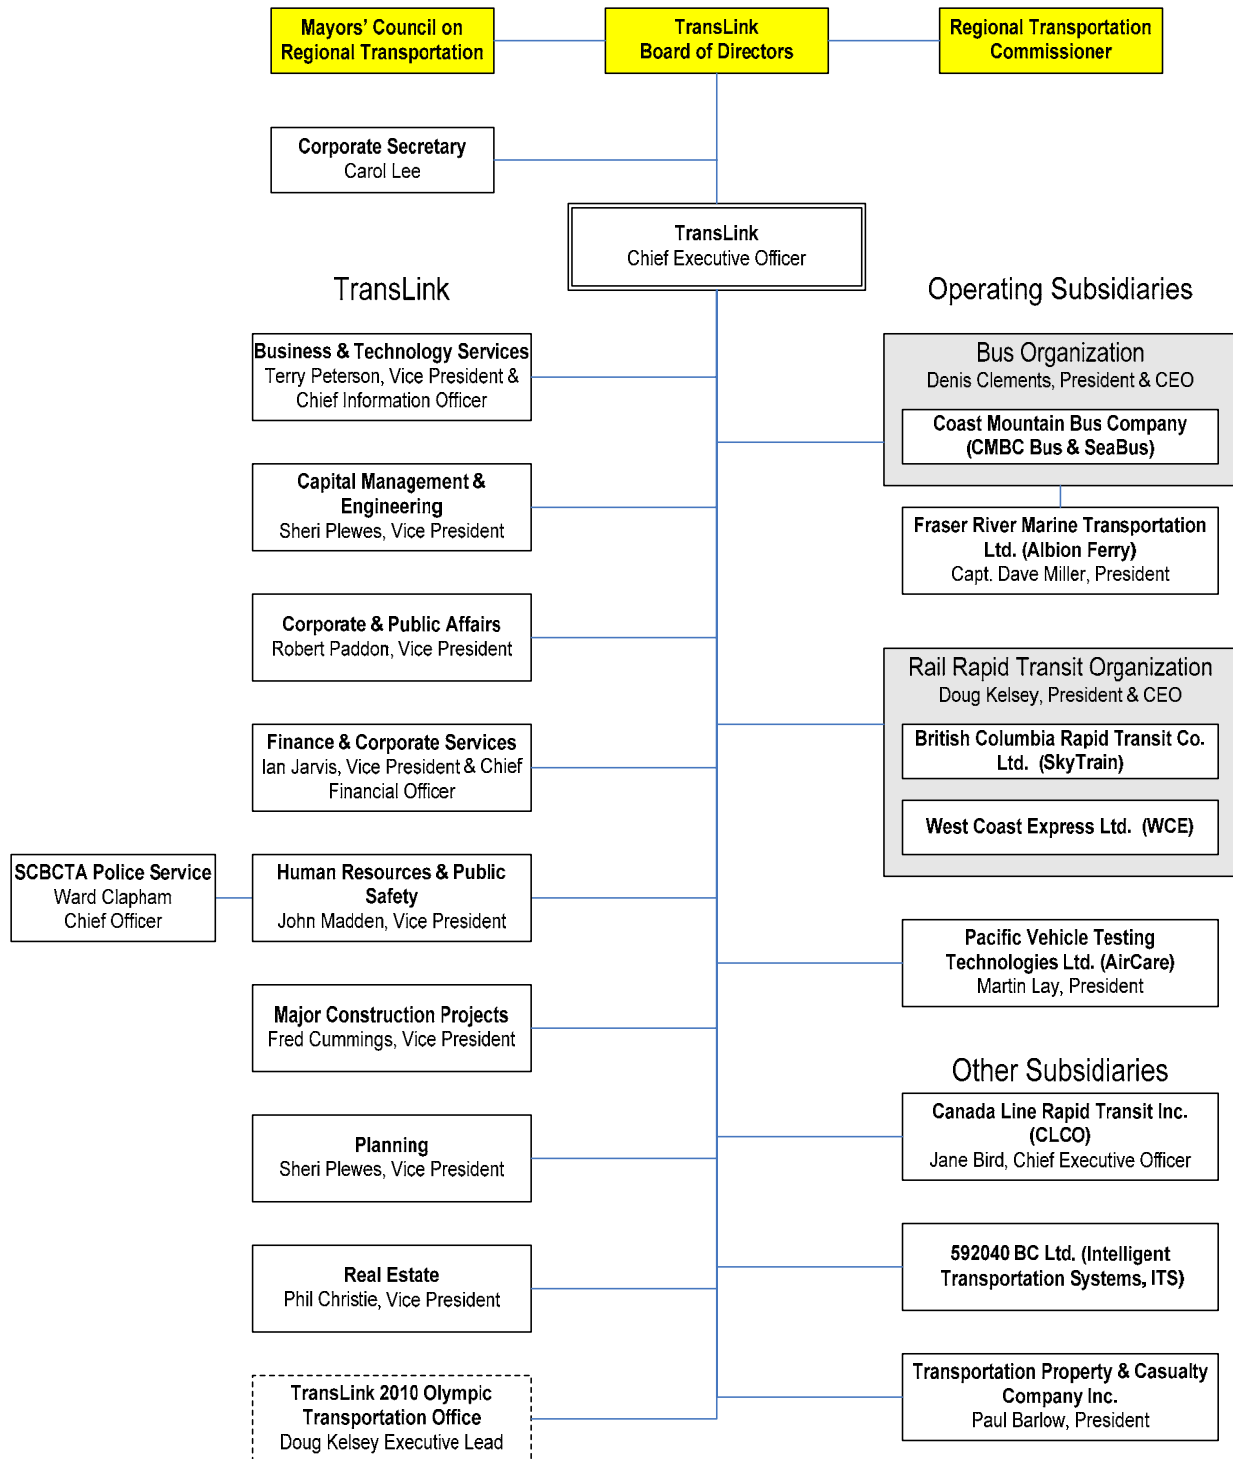 Mayors' Council on
Regional Transportation
TransLink
Board of Directors
Regional Transportation
Commissioner
Corporate Secretary
Carol Lee
TransLink
Chief Executive Officer
TransLink
Business & Technology Services
Terry Peterson, Vice President &
Chief Information Officer
Capital Management &
Engineering
Sheri Plewes, Vice President
Corporate & Public Affairs
Robert Paddon, Vice President
Finance & Corporate Services
Ian Jarvis, Vice President & Chief
Financial Officer
SCBCTA Police Service
Ward Clapham
Chief Officer
Human Resources & Public
Safety
John Madden, Vice President
Major Construction Projects
Fred Cummings, Vice President
Planning
Sheri Plewes, Vice President
Real Estate
Phil Christie, Vice President
TransLink 2010 Olympic
Transportation Office
Doug Kelsey Executive Lead
Operating Subsidiaries
Bus Organization
Denis Clements, President & CEO
Coast Mountain Bus Company
(CMBC Bus & SeaBus)
Fraser River Marine Transportation
Ltd. (Albion Ferry)
Capt. Dave Miller, President
Rail Rapid Transit Organization
Doug Kelsey, President & CEO
British Columbia Rapid Transit Co.
Ltd. (SkyTrain)
West Coast Express Ltd. (WCE)
Pacific Vehicle Testing
Technologies Ltd. (AirCare)
Martin Lay, President
Other Subsidiaries
Canada Line Rapid Transit Inc.
(CLCO)
Jane Bird, Chief Executive Officer
592040 BC Ltd. (Intelligent
Transportation Systems, ITS)
Transportation Property & Casualty
Company Inc.
Paul Barlow, President